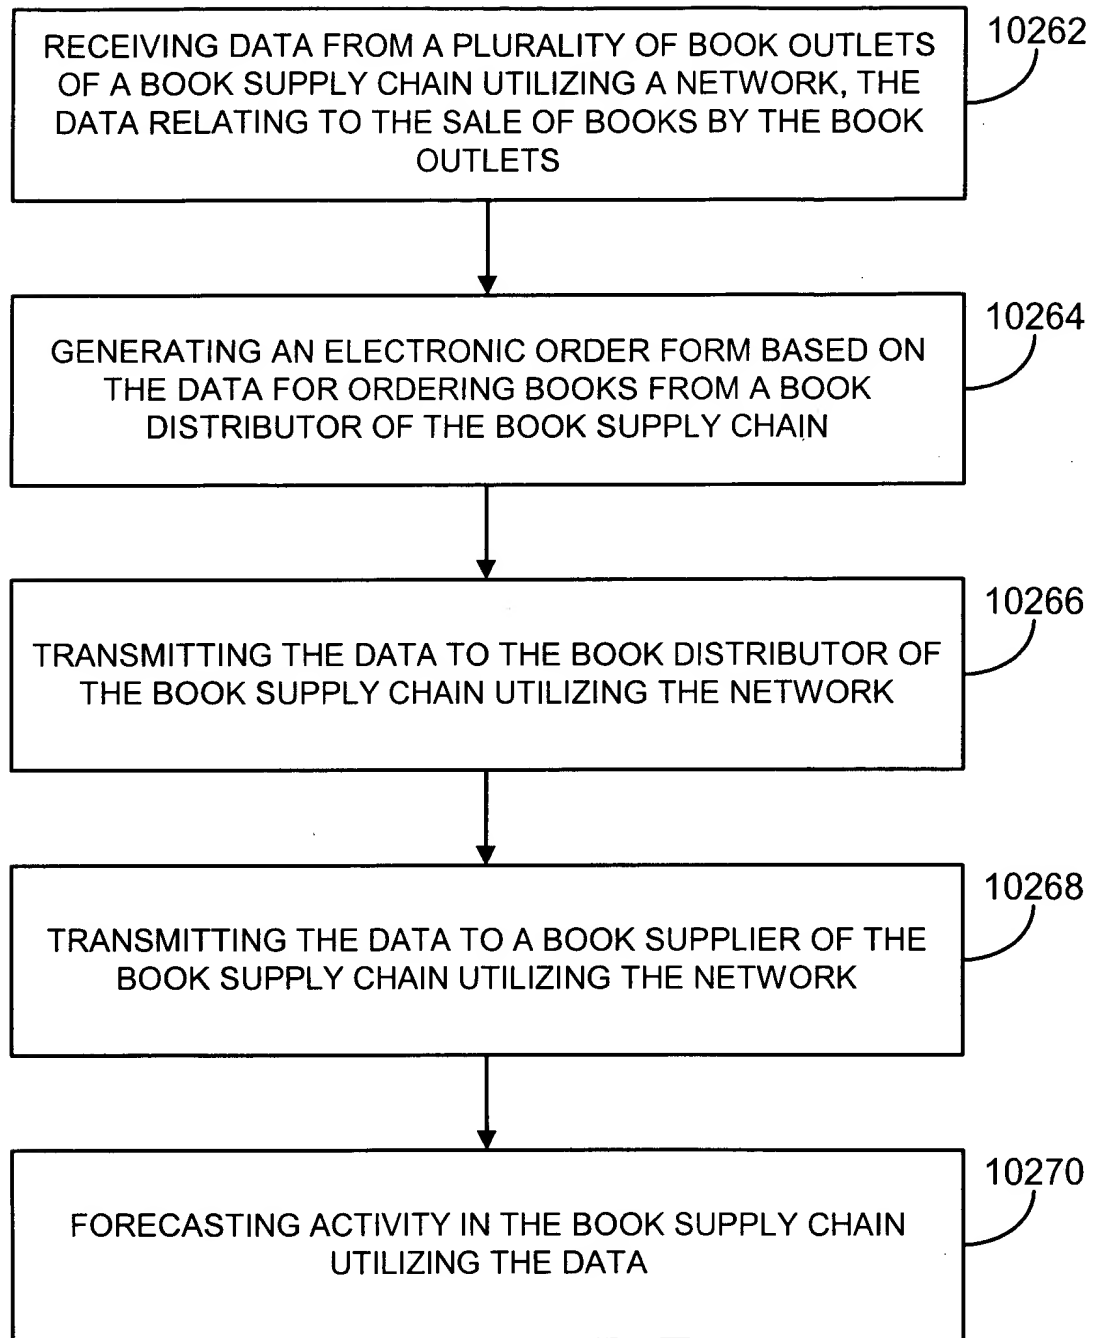 RECEIVING DATA FROM A PLURALITY OF BOOK OUTLETS
OF A BOOK SUPPLY CHAIN UTILIZING A NETWORK, THE
DATA RELATING TO THE SALE OF BOOKS BY THE BOOK
OUTLETS
10262
GENERATING AN ELECTRONIC ORDER FORM BASED ON
THE DATA FOR ORDERING BOOKS FROM A BOOK
DISTRIBUTOR OF THE BOOK SUPPLY CHAIN
10264
TRANSMITTING THE DATA TO THE BOOK DISTRIBUTOR OF
THE BOOK SUPPLY CHAIN UTILIZING THE NETWORK
10266
TRANSMITTING THE DATA TO A BOOK SUPPLIER OF THE
BOOK SUPPLY CHAIN UTILIZING THE NETWORK
10268
FORECASTING ACTIVITY IN THE BOOK SUPPLY CHAIN
UTILIZING THE DATA
10270